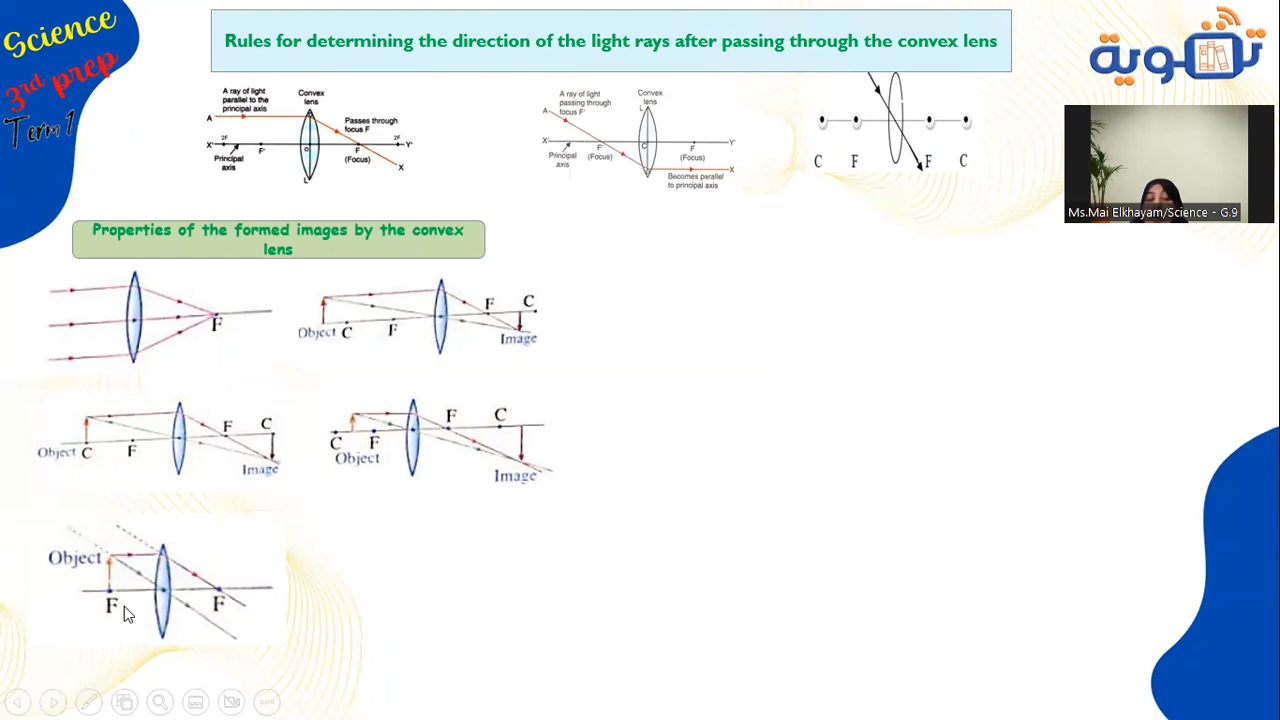 Science
3rd prep
Term 1
Rules for determining the direction of the light rays after passing through the convex lens
تقوية
A ray of light
parallel to the
principal axis
Convex
lens
A
L
Passes through
focus F
X'
2F
F'
O
F
2F
Y'
Principal
axis
(Focus)
X
L'
A ray of light
passing through
focus F'
Convex
lens
A
L
X'
F'
C
F
Y'
Principal
axis
(Focus)
(Focus)
X
Becomes parallel
to principal axis
C F F C
Ms.Mai Elkhayam/Science - G.9
Properties of the formed images by the convex
lens
F
F C
Object C F
Image
F C
Object C F
Image
F C
C F
Object
Image
Object
F F